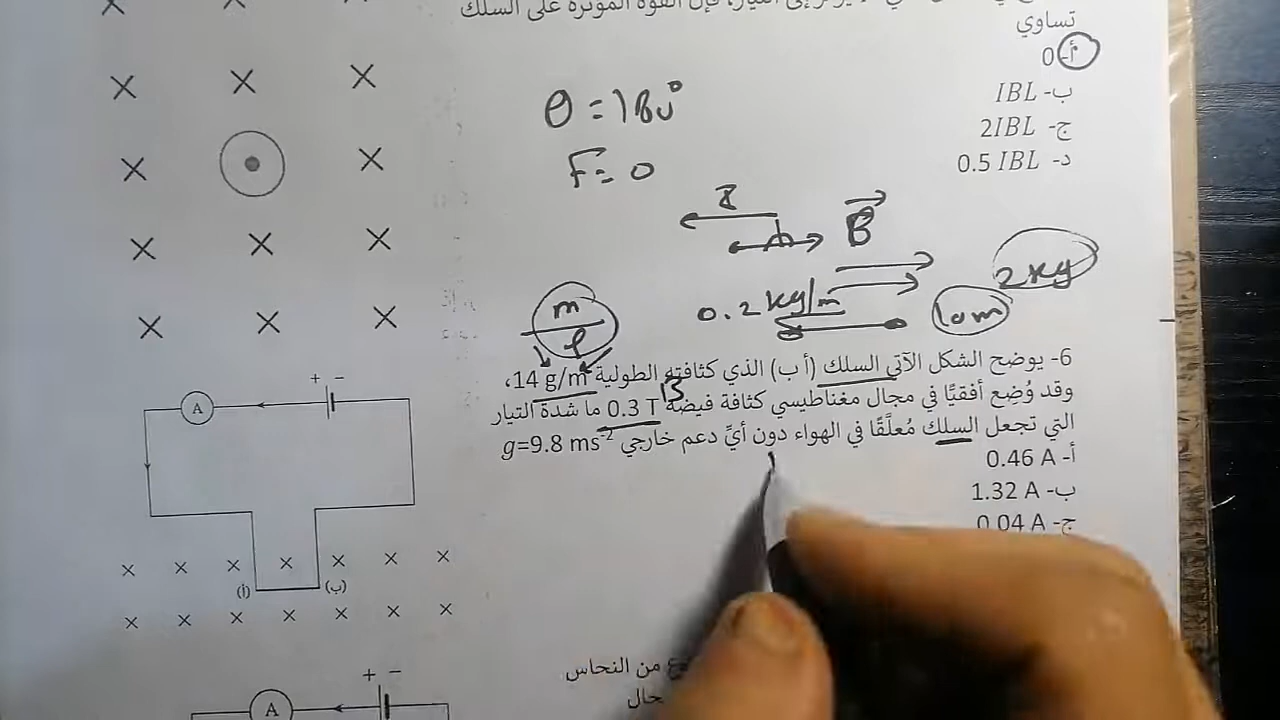 تساوي
أ- 0
ب- IBL
ج- 2IBL
د- 0.5 IBL
θ = 180°
F = 0
I
B
2 kg
10m
0.2 kg/m
m
ℓ
6- يوضح الشكل الآتي السلك (أ ب) الذي كثافته الطولية 14 g/m،
وقد وُضِع أفقيًّا في مجال مغناطيسي كثافة فيضه 0.3 T ما شدة التيار
B
التي تجعل السلك مُعلَّقًا في الهواء دون أيِّ دعم خارجي g=9.8 ms-2
أ- 0.46 A
ب- 1.32 A
ج- 0.04 A
+ −
A
(أ)
(ب)
من النحاس
+ −
A